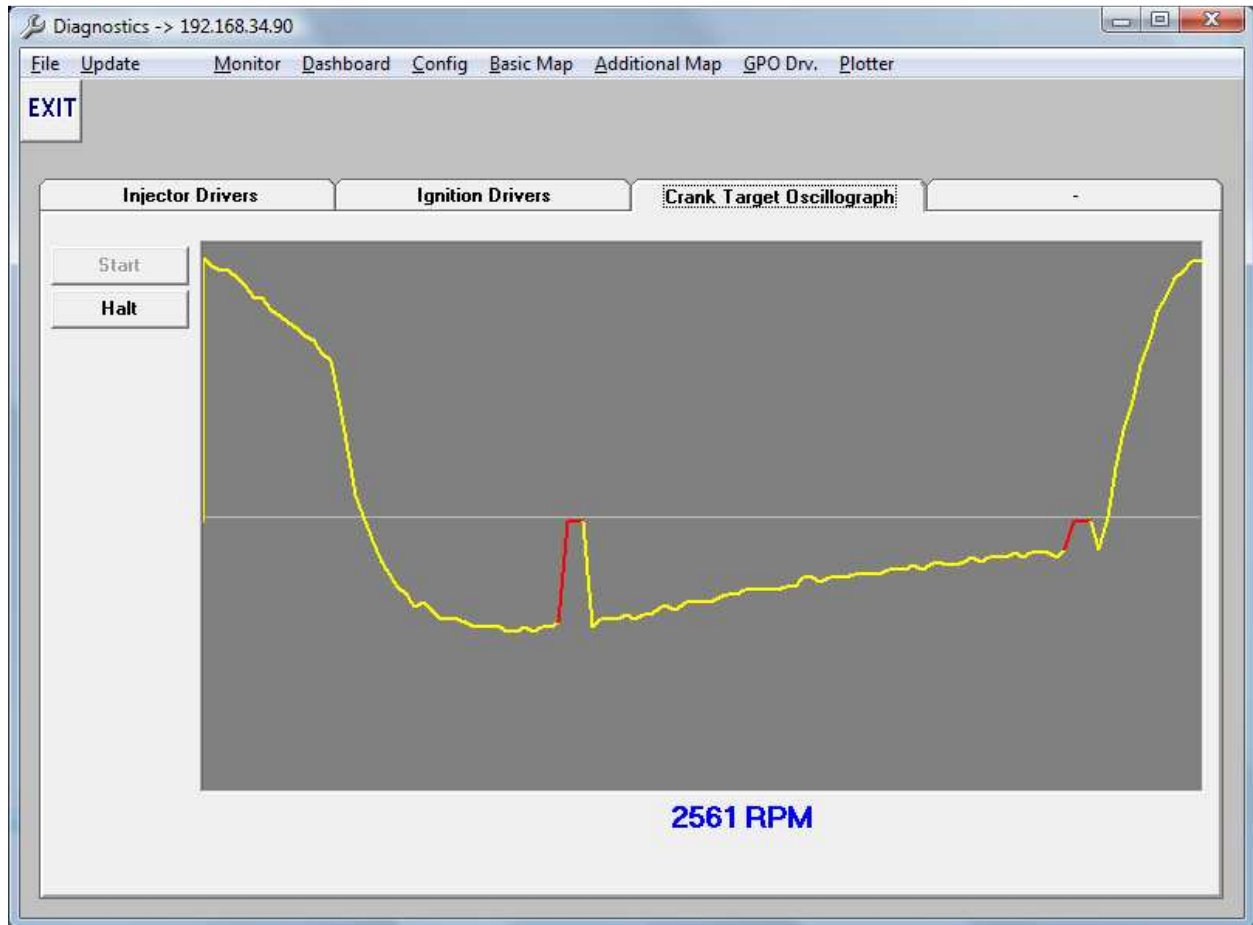 Diagnostics -> 192.168.34.90
File Update Monitor Dashboard Config Basic Map Additional Map GPO Drv. Plotter
EXIT
Injector Drivers Ignition Drivers Crank Target Oscillograph -
Start
Halt
2561 RPM